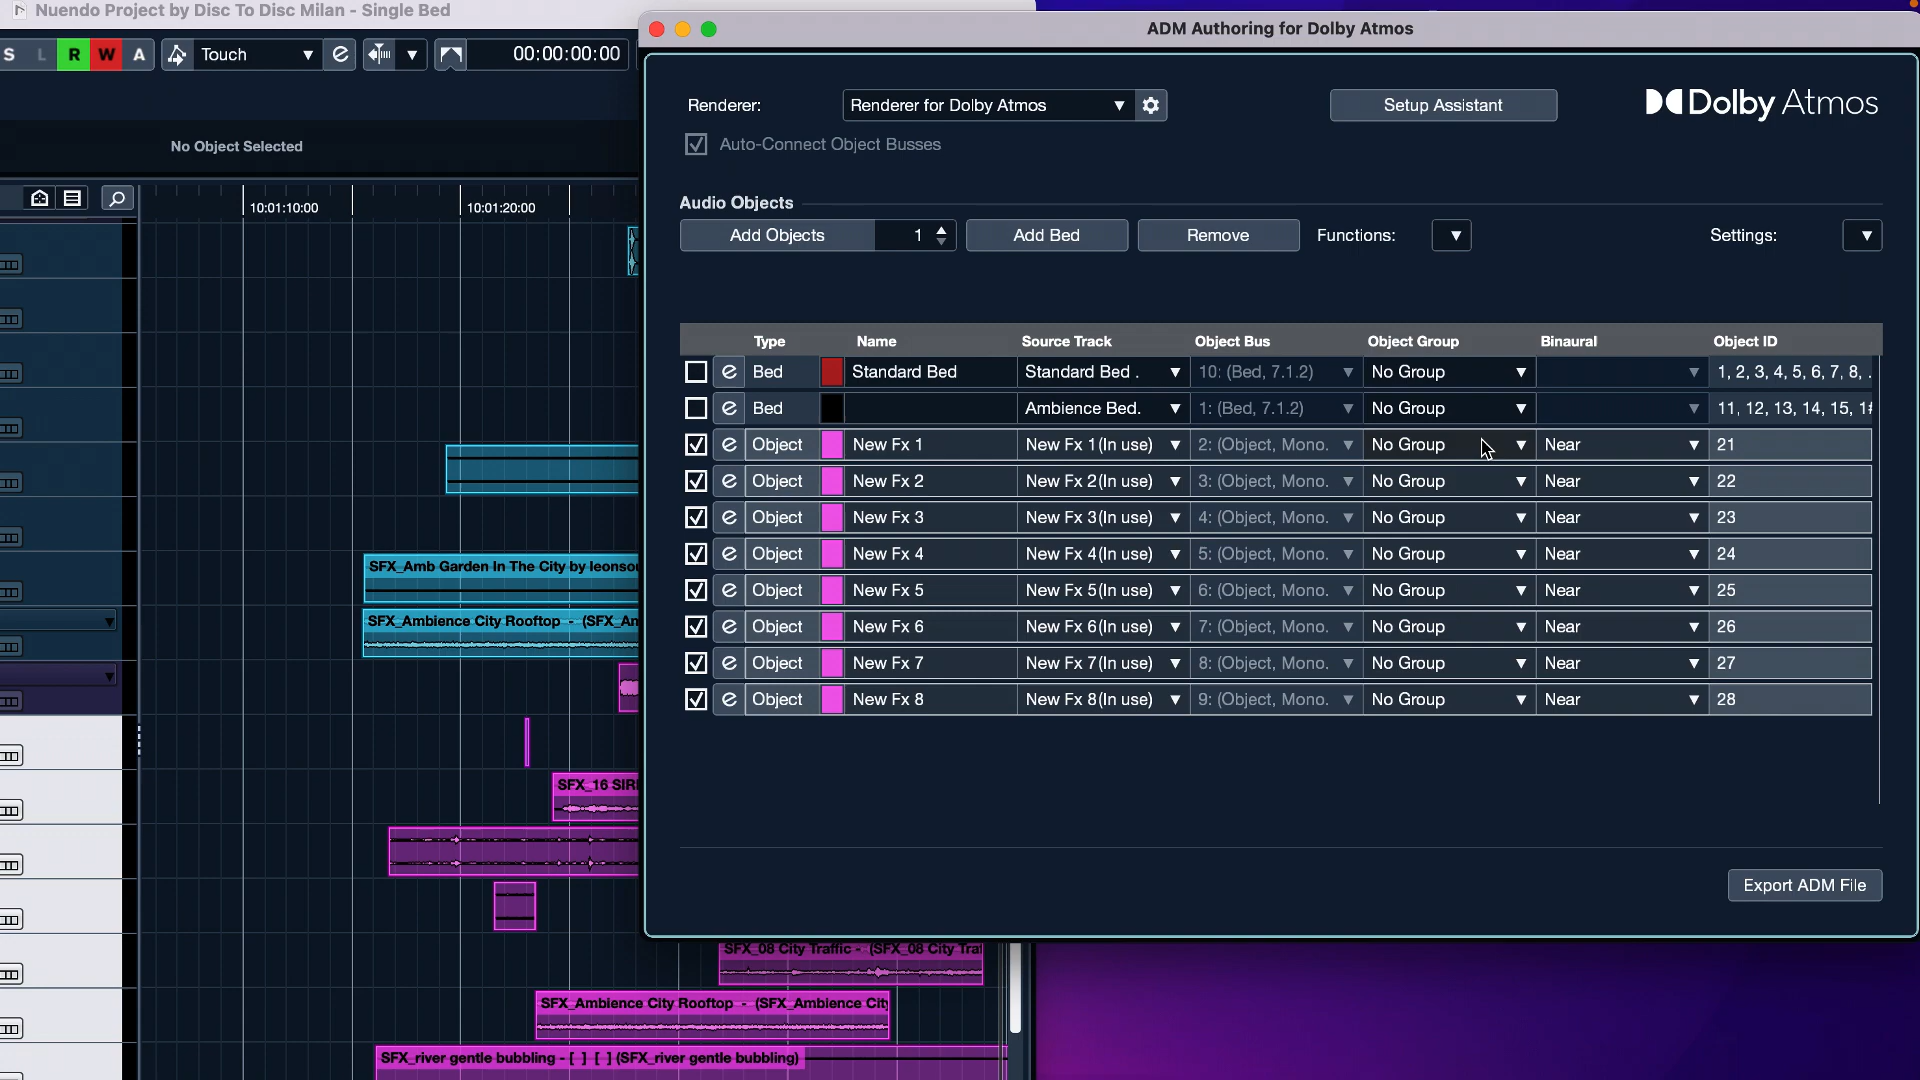 Nuendo Project by Disc To Disc Milan - Single Bed
S L R W A Touch 00:00:00:00
No Object Selected
10:01:10:00 10:01:20:00
SFX_Amb Garden In The City by
SFX_Ambience City Rooftop - (SFX_Am
SFX_16
SFX_08 City Traffic - (SFX_08 City Tra
SFX_Ambience City Rooftop - (SFX_Ambience Cit
SFX_river gentle bubbling - [ ] [ ] (SFX_river gentle bubbling)
ADM Authoring for Dolby Atmos
Renderer: Renderer for Dolby Atmos Setup Assistant Dolby Atmos
Auto-Connect Object Busses
Audio Objects
Add Objects 1 Add Bed Remove Functions: Settings:
Type Name Source Track Object Bus Object Group Binaural Object ID
e Bed Standard Bed Standard Bed . 10: (Bed, 7.1.2) No Group 1, 2, 3, 4, 5, 6, 7, 8, .
e Bed Ambience Bed. 1: (Bed, 7.1.2) No Group 11, 12, 13, 14, 15, 1
e Object New Fx 1 New Fx 1(In use) 2: (Object, Mono. No Group Near 21
e Object New Fx 2 New Fx 2(In use) 3: (Object, Mono. No Group Near 22
e Object New Fx 3 New Fx 3(In use) 4: (Object, Mono. No Group Near 23
e Object New Fx 4 New Fx 4(In use) 5: (Object, Mono. No Group Near 24
e Object New Fx 5 New Fx 5(In use) 6: (Object, Mono. No Group Near 25
e Object New Fx 6 New Fx 6(In use) 7: (Object, Mono. No Group Near 26
e Object New Fx 7 New Fx 7(In use) 8: (Object, Mono. No Group Near 27
e Object New Fx 8 New Fx 8(In use) 9: (Object, Mono. No Group Near 28
Export ADM File